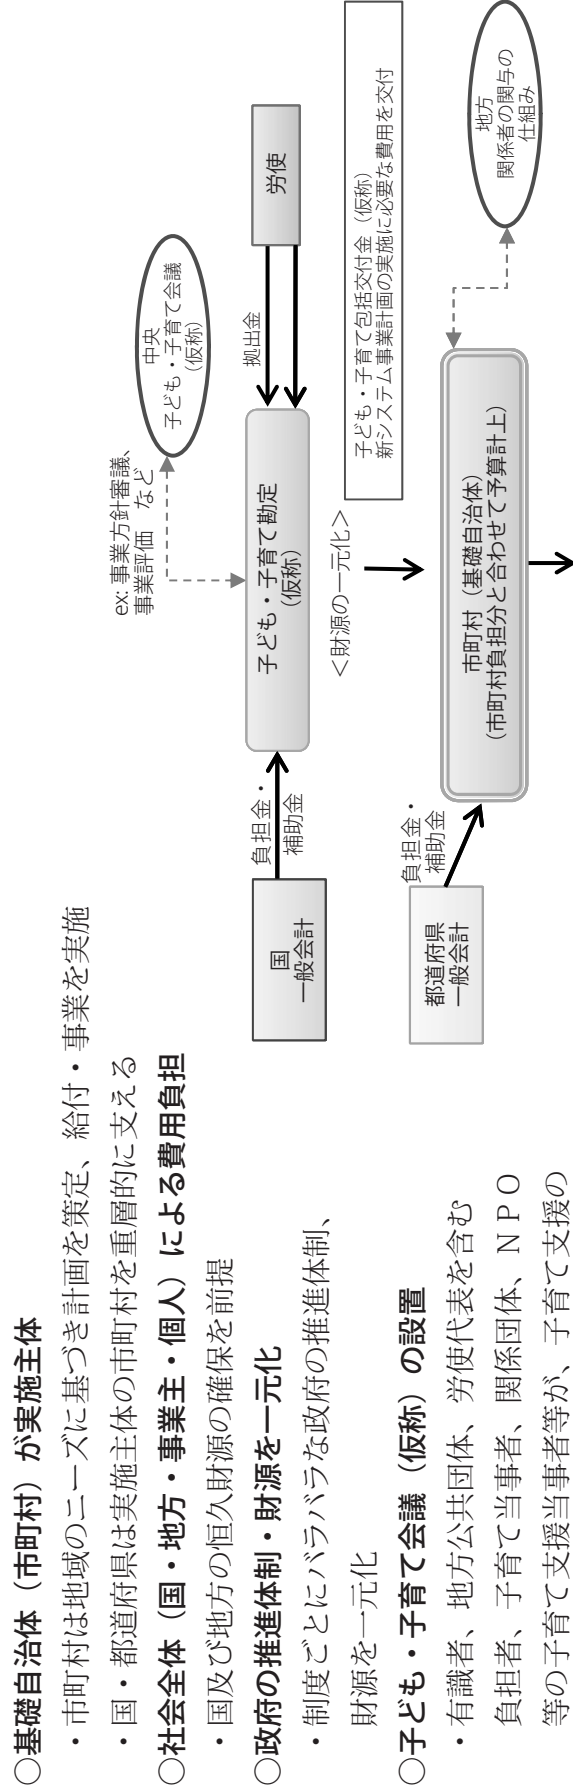 ○基礎自治体（市町村）が実施主体
・市町村は地域のニーズに基づき計画を策定、給付・事業を実施
・国・都道府県は実施主体の市町村を重層的に支える
○社会全体（国・地方・事業主・個人）による費用負担
・国及び地方の恒久財源の確保を前提
○政府の推進体制・財源を一元化
・制度ごとにバラバラな政府の推進体制、
財源を一元化
○子ども・子育て会議（仮称）の設置
・有識者、地方公共団体、労使代表を含む
負担者、子育て当事者、関係団体、ＮＰＯ
等の子育て支援当事者等が、子育て支援の
ex: 事業方針審議、
事業評価　など
中央
子ども・子育て会議
(仮称)
国
一般会計
負担金・
補助金
子ども・子育て勘定
(仮称)
拠出金
労使
＜財源の一元化＞
子ども・子育て包括交付金（仮称）
新システム事業計画の実施に必要な費用を交付
都道府県
一般会計
負担金・
補助金
市町村（基礎自治体）
(市町村負担分と合わせて予算計上)
地方
関係者の関与の
仕組み